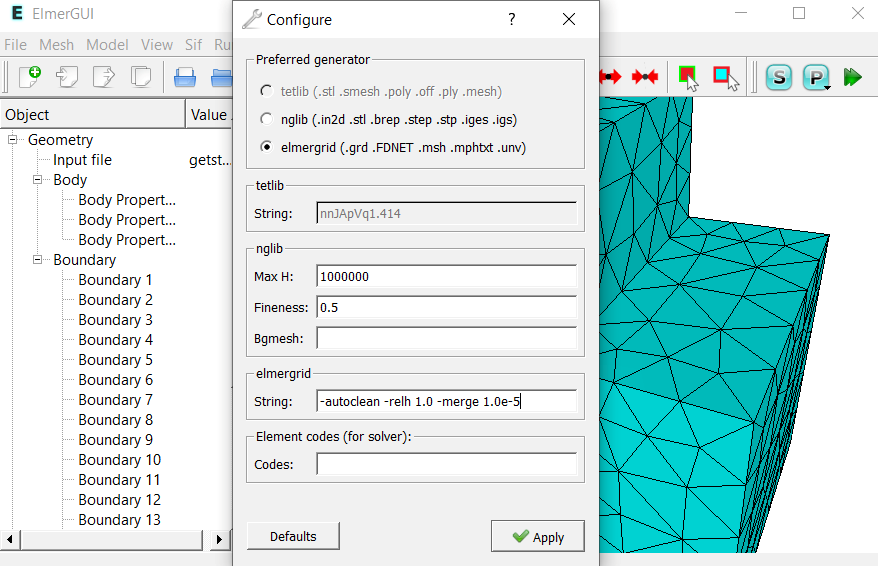 ElmerGUI
File Mesh Model View Sif Ru
S P
Object Value
Geometry
Input file getst...
Body
Body Propert...
Body Propert...
Body Propert...
Boundary
Boundary 1
Boundary 2
Boundary 3
Boundary 4
Boundary 5
Boundary 6
Boundary 7
Boundary 8
Boundary 9
Boundary 10
Boundary 11
Boundary 12
Boundary 13
Configure ?
Preferred generator
tetlib (.stl .smesh .poly .off .ply .mesh)
nglib (.in2d .stl .brep .step .stp .iges .igs)
elmergrid (.grd .FDNET .msh .mphtxt .unv)
tetlib
String: nnJApVq1.414
nglib
Max H: 1000000
Fineness: 0.5
Bgmesh:
elmergrid
String: -autoclean -relh 1.0 -merge 1.0e-5
Element codes (for solver):
Codes:
Defaults Apply